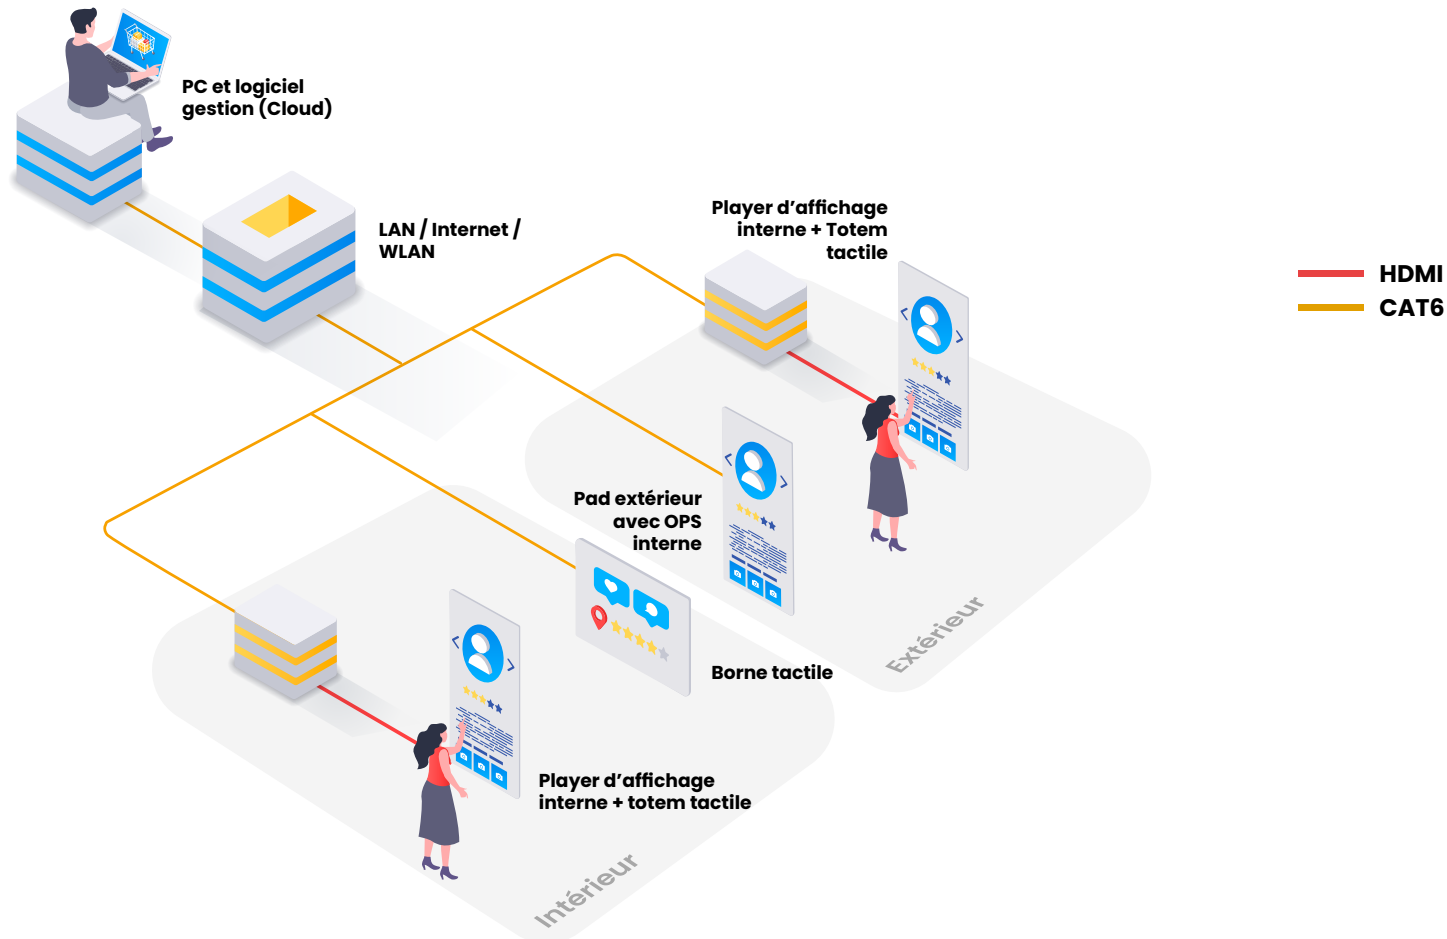 PC et logiciel
gestion (Cloud)
LAN / Internet /
WLAN
Player d’affichage
interne + Totem
tactile
HDMI
CAT6
Pad extérieur
avec OPS
interne
Extérieur
Borne tactile
Player d’affichage
interne + totem tactile
Intérieur